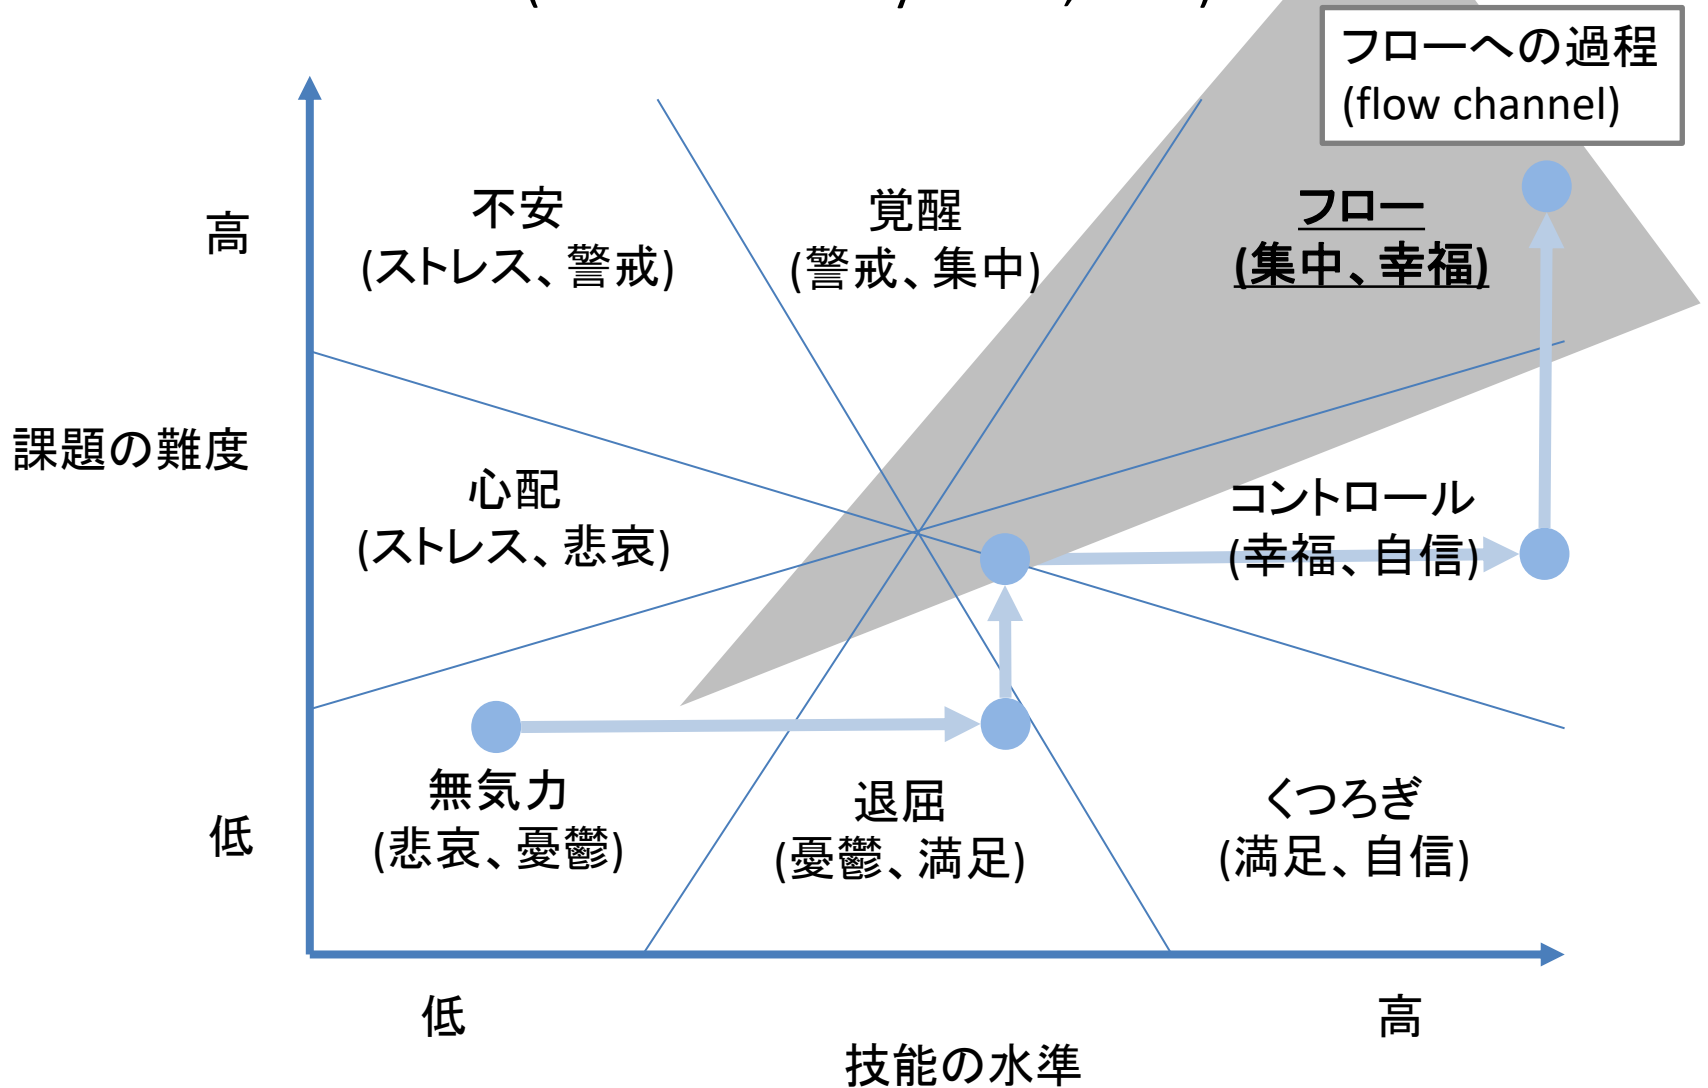 フローへの過程
(flow channel)
不安
(ストレス、警戒)
覚醒
(警戒、集中)
フロー
(集中、幸福)
高
課題の難度
心配
(ストレス、悲哀)
コントロール
(幸福、自信)
無気力
(悲哀、憂鬱)
退屈
(憂鬱、満足)
くつろぎ
(満足、自信)
低
低
高
技能の水準